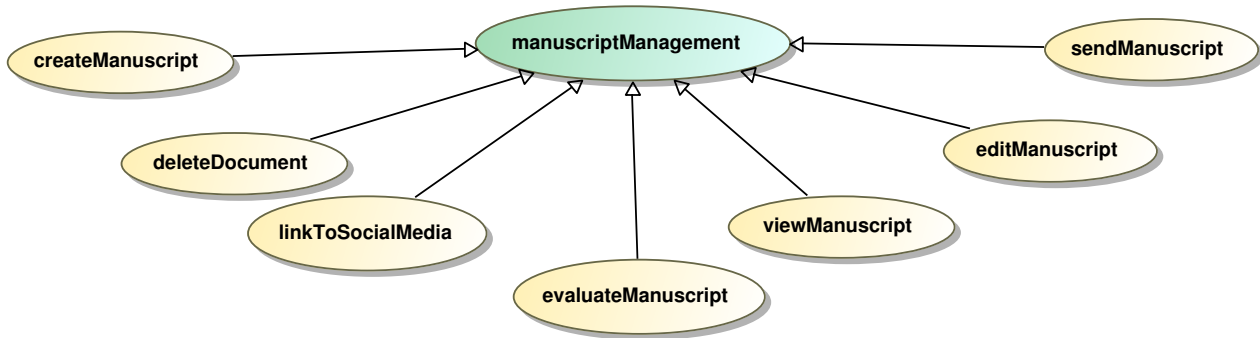 manuscriptManagement
sendManuscript
createManuscript
editManuscript
deleteDocument
viewManuscript
linkToSocialMedia
evaluateManuscript